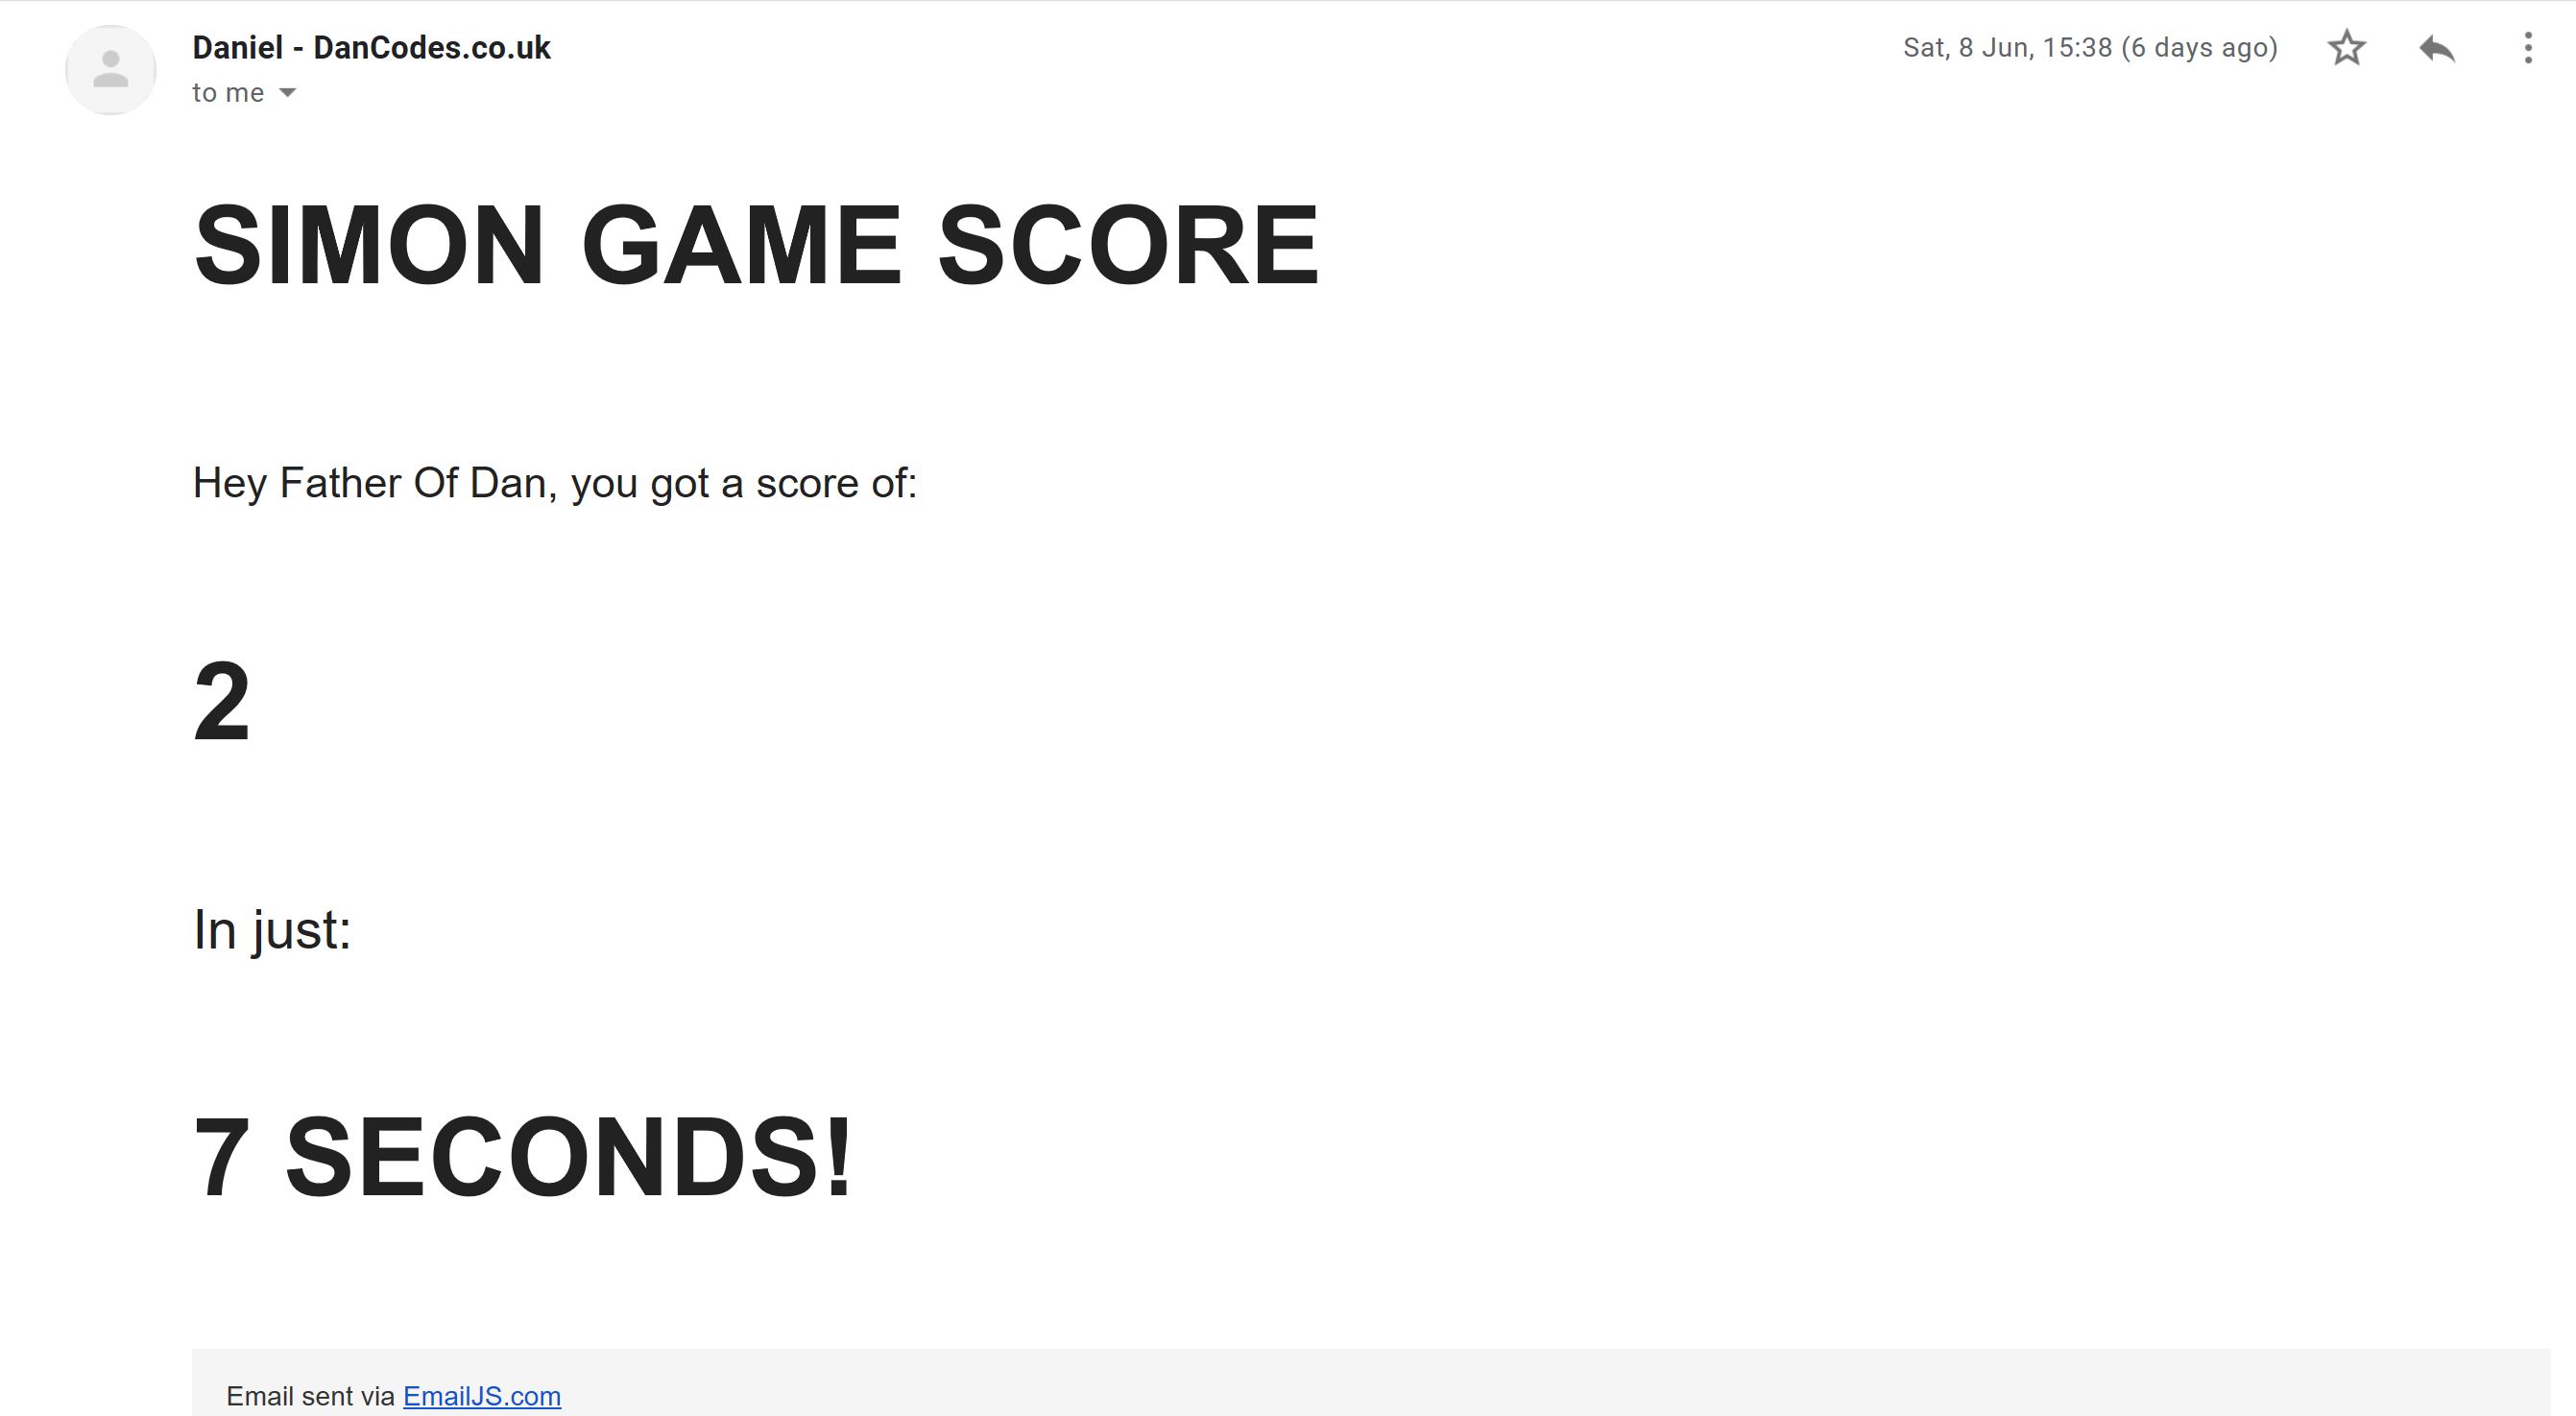 Daniel - DanCodes.co.uk
Sat, 8 Jun, 15:38 (6 days ago)
to me
SIMON GAME SCORE
Hey Father Of Dan, you got a score of:
2
In just:
7 SECONDS!
Email sent via EmailJS.com